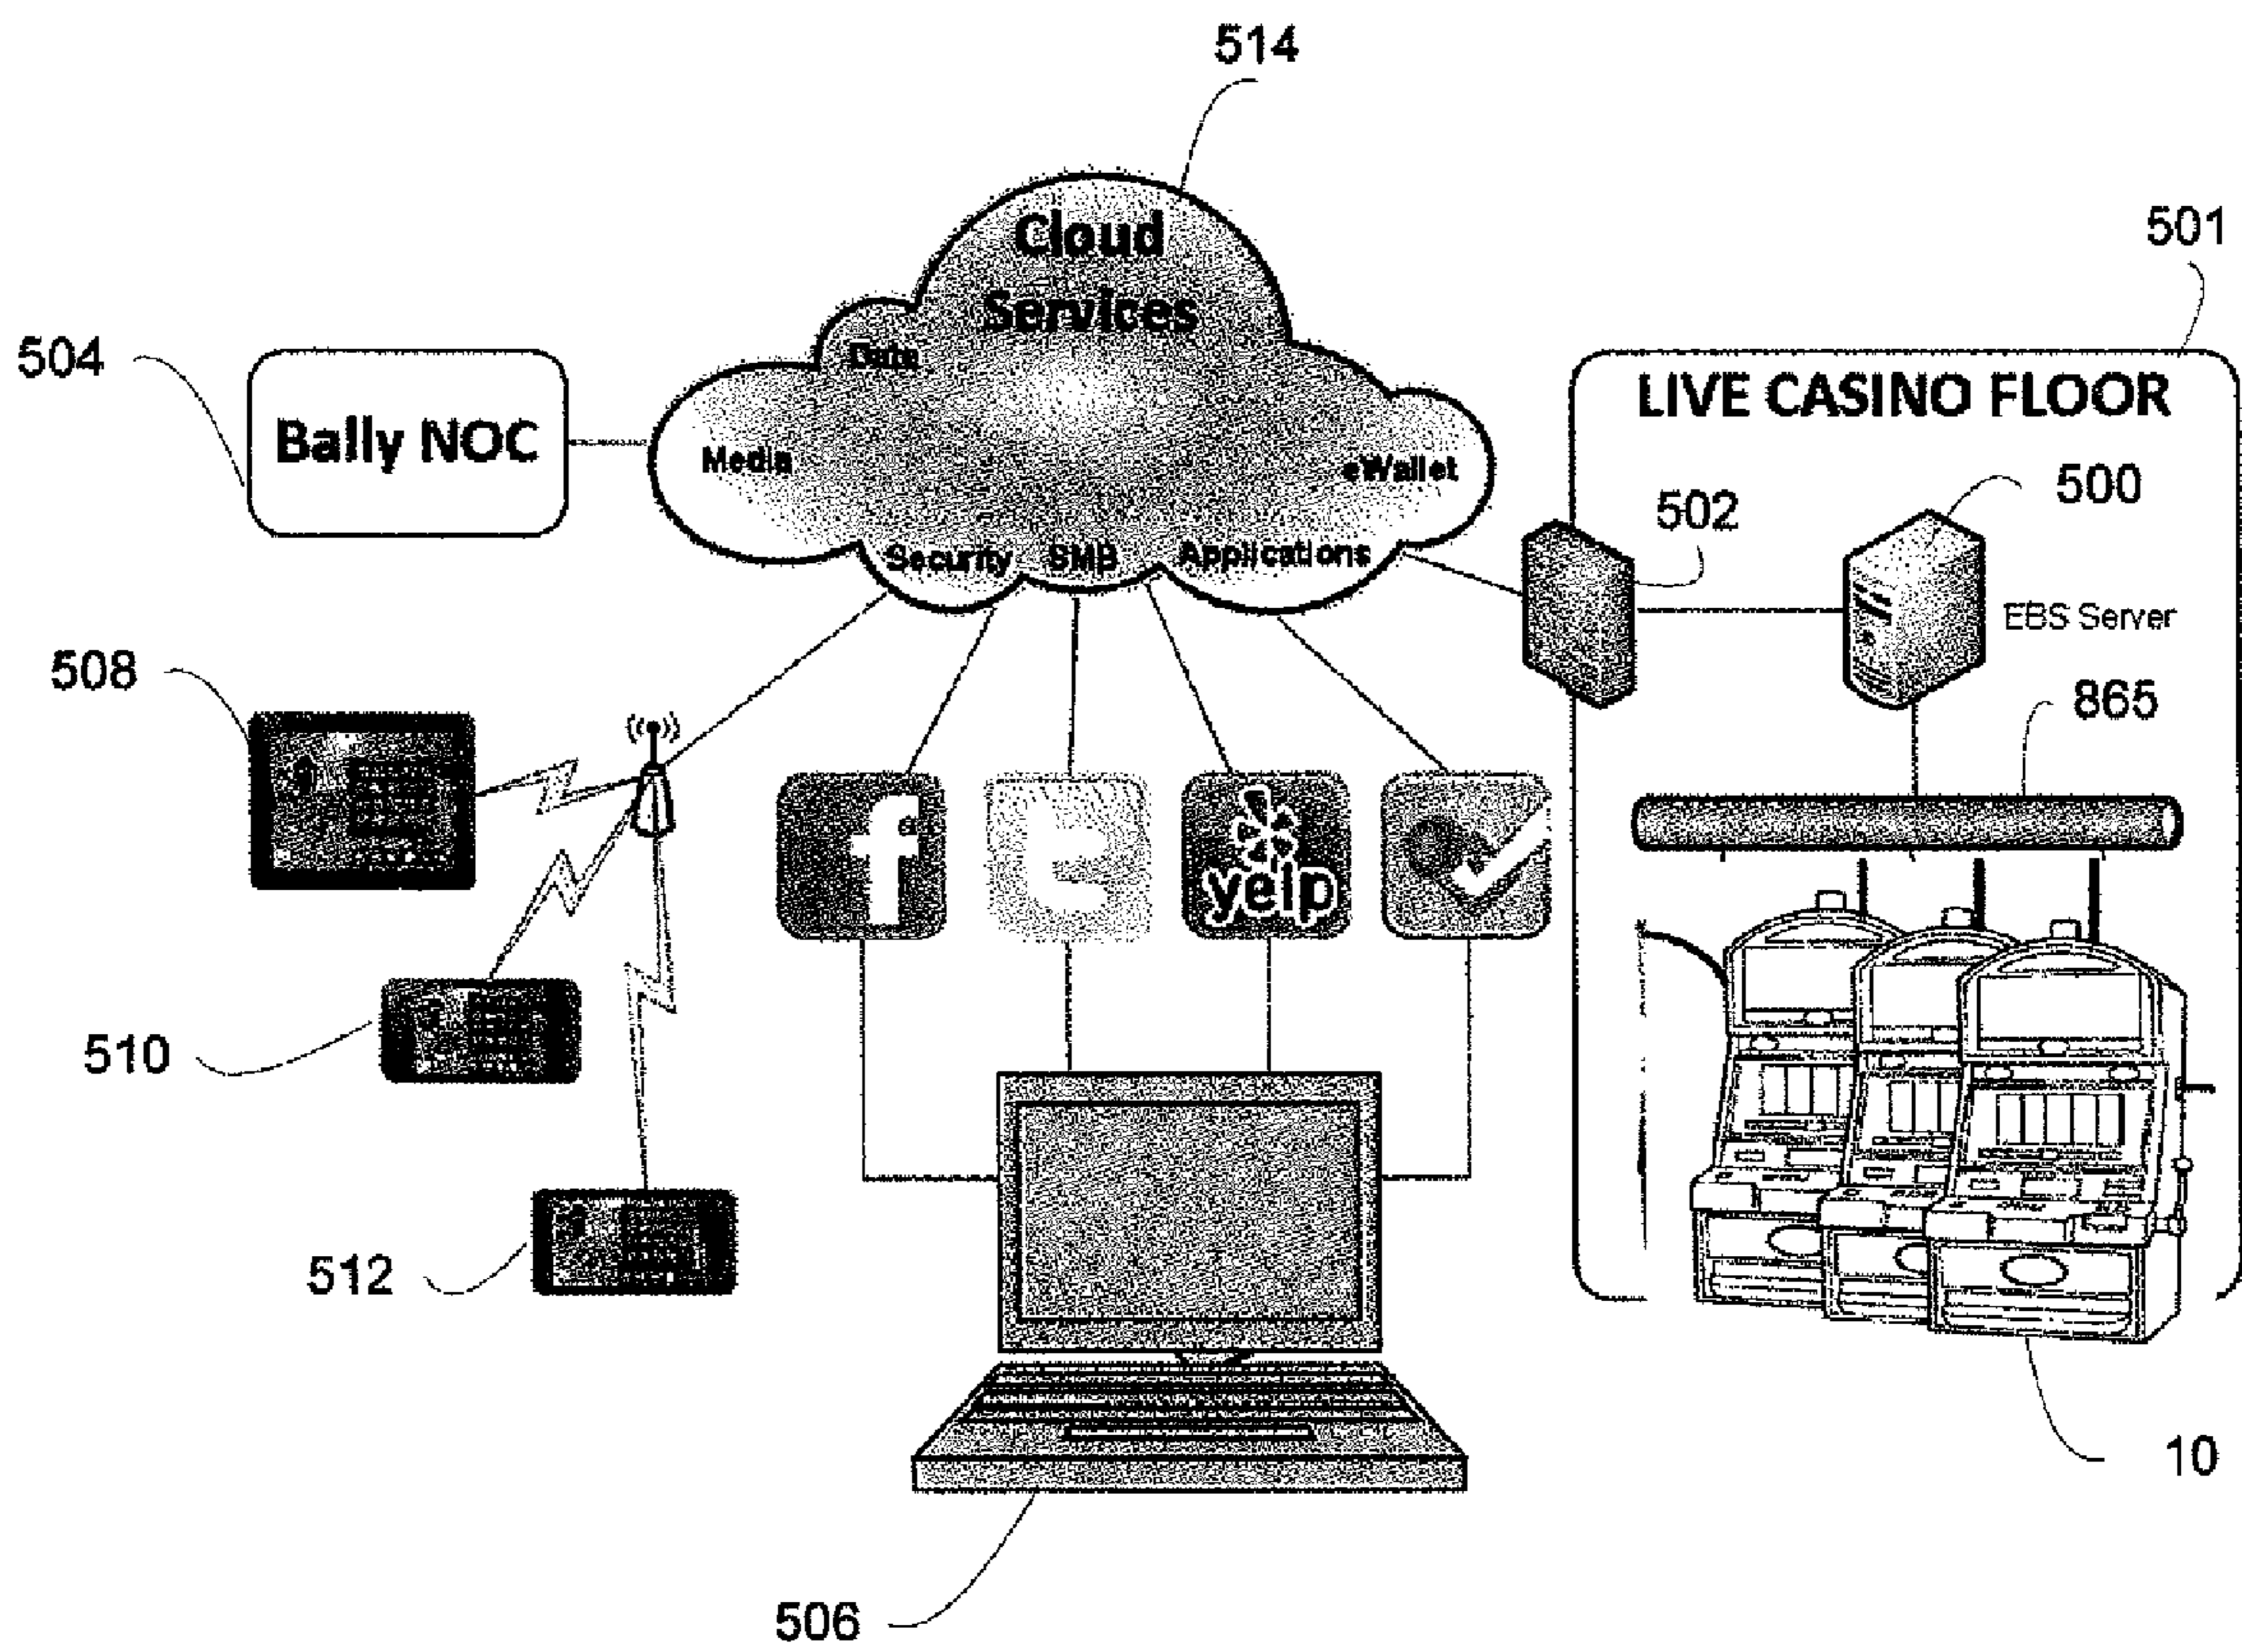 514
Cloud
Services
Data
Media
eWallet
Security SMB Applications
504
Bally NOC
501
LIVE CASINO FLOOR
502
500
EBS Server
865
508
510
512
f
t
yelp
506
10